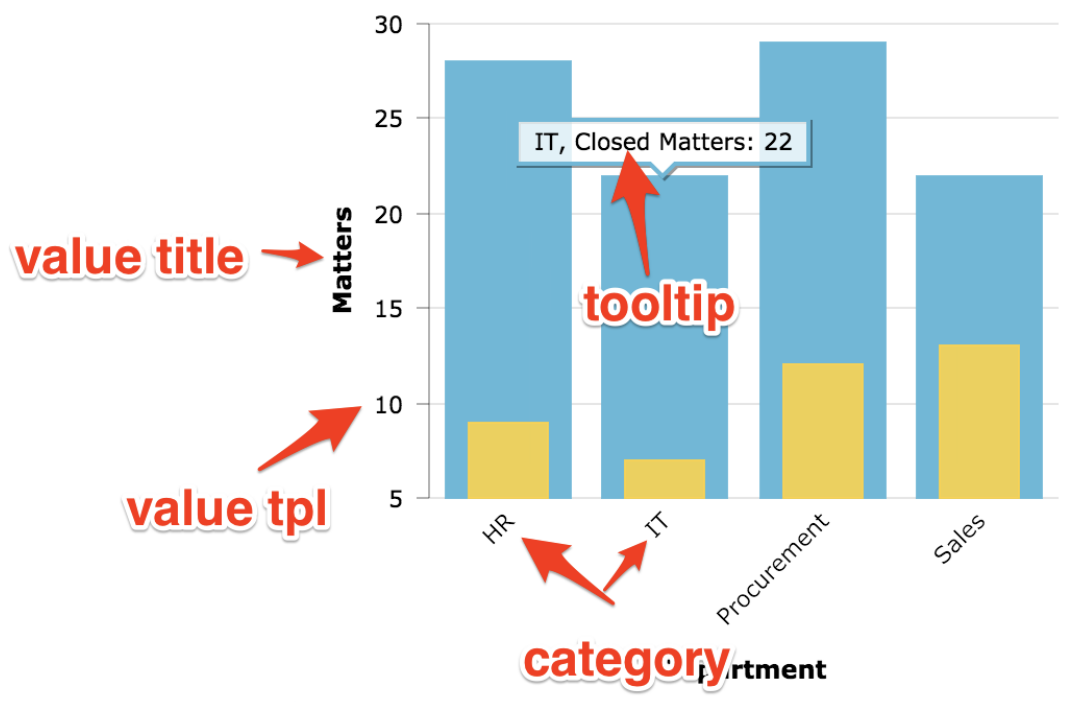 30
25
IT, Closed Matters: 22
20
Matters
value title
tooltip
15
10
value tpl
5
HR
IT
Procurement
Sales
category